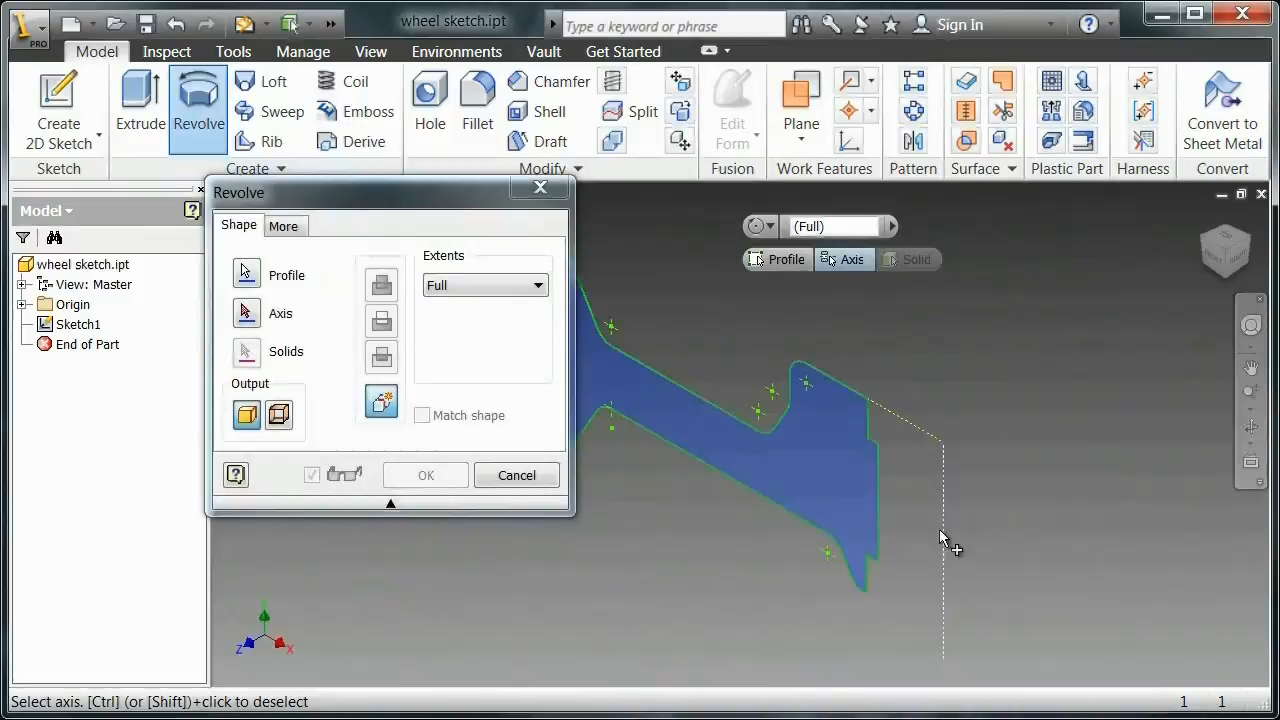 wheel sketch.ipt
Type a keyword or phrase
Sign In
PRO
Model Inspect Tools Manage View Environments Vault Get Started
Create
2D Sketch
Extrude
Revolve
Loft
Sweep
Rib
Coil
Emboss
Derive
Hole
Fillet
Chamfer
Shell
Draft
Split
Edit
Form
Plane
Convert to
Sheet Metal
Sketch Create Modify Fusion Work Features Pattern Surface Plastic Part Harness Convert
Model
wheel sketch.ipt
View: Master
Origin
Sketch1
End of Part
Revolve
Shape More
Profile
Axis
Solids
Output
Extents
Full
Match shape
OK
Cancel
(Full)
Profile Axis Solid
FRONT RIGHT
Z X
Select axis. [Ctrl] (or [Shift])+click to deselect
1 1